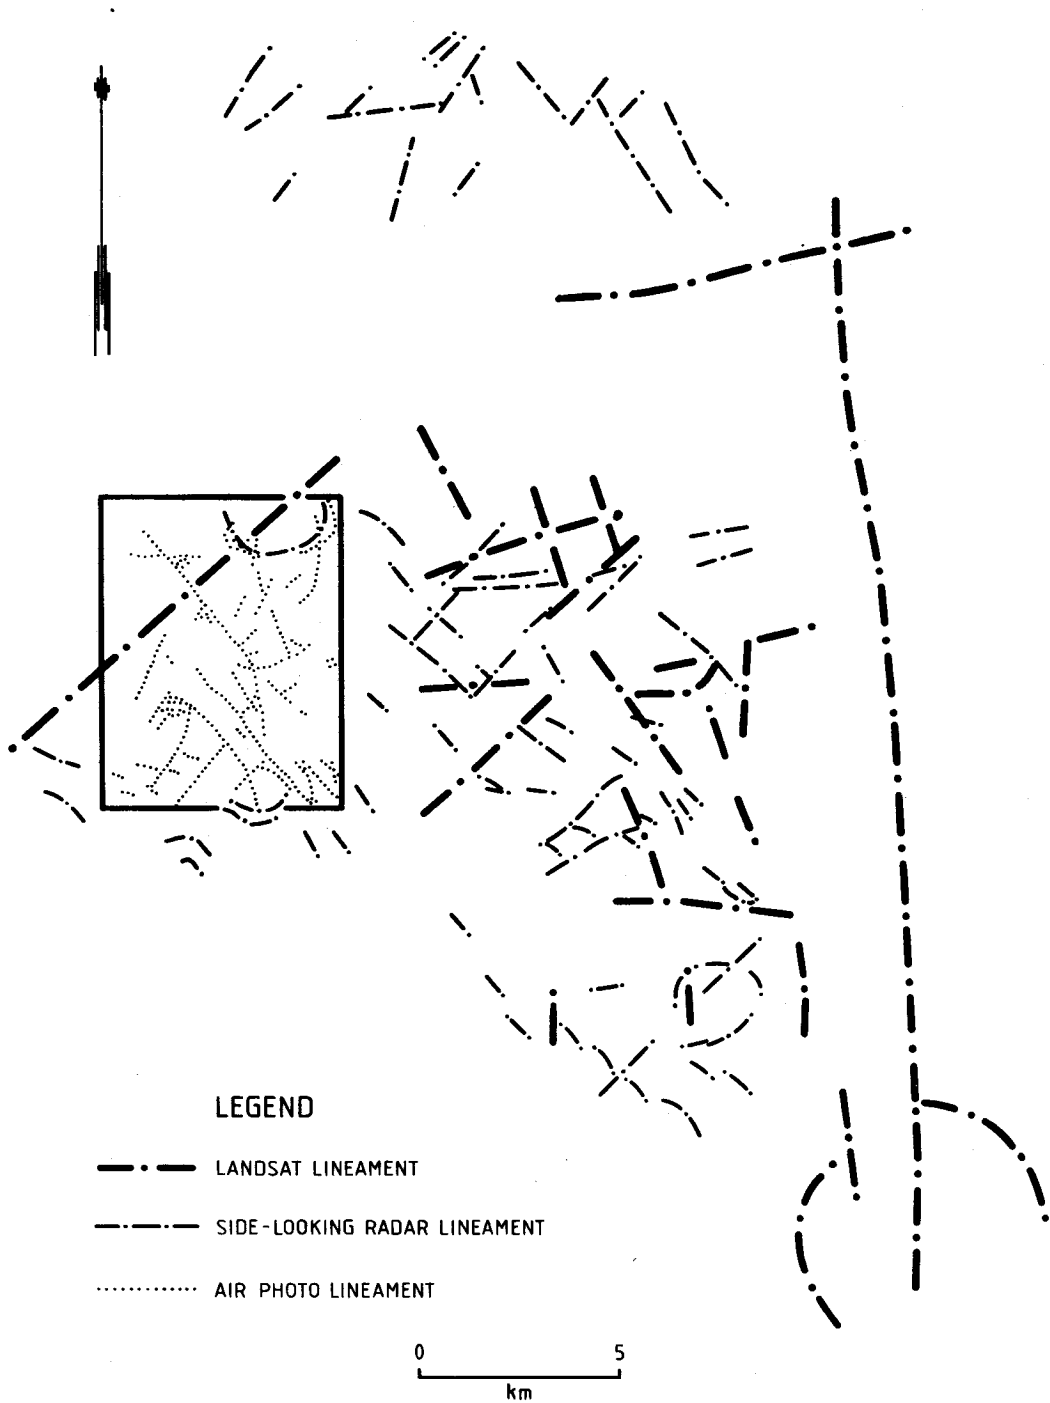 LEGEND
LANDSAT LINEAMENT
SIDE-LOOKING RADAR LINEAMENT
AIR PHOTO LINEAMENT
0 5
km